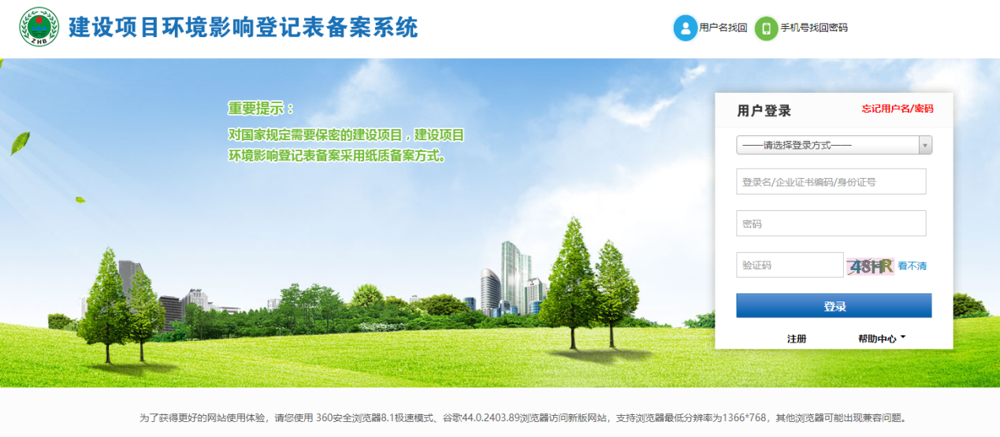 ZHB
建设项目环境影响登记表备案系统
用户名找回
手机号找回密码
重要提示：
对国家规定需要保密的建设项目，建设项目
环境影响登记表备案采用纸质备案方式。
用户登录
忘记用户名/密码
——请选择登录方式——
登录名/企业证书编码/身份证号
密码
验证码
48HR
看不清
登录
注册
帮助中心
为了获得更好的网站使用体验，请您使用 360安全浏览器8.1极速模式、谷歌44.0.2403.89浏览器访问新版网站，支持浏览器最低分辨率为1366*768，其他浏览器可能出现兼容问题。